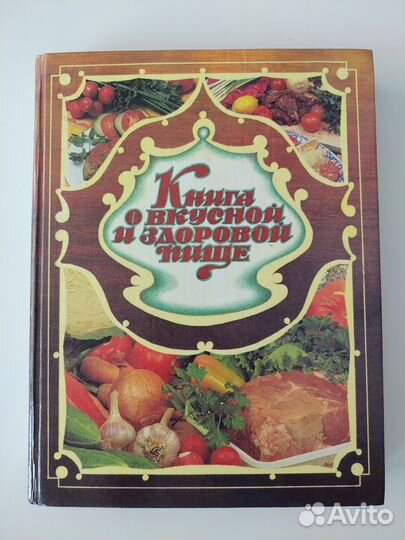 Книга
о вкусной
и здоровой
пище
Avito